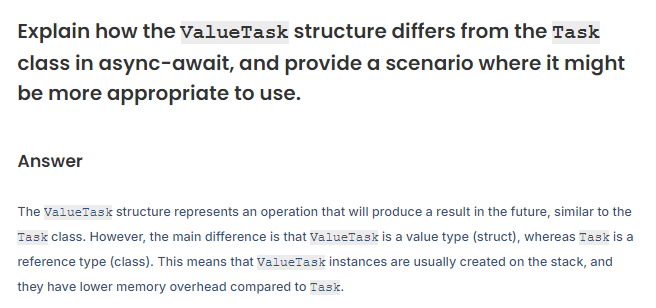 Explain how the ValueTask structure differs from the Task
class in async-await, and provide a scenario where it might
be more appropriate to use.
Answer
The ValueTask structure represents an operation that will produce a result in the future, similar to the
Task class. However, the main difference is that ValueTask is a value type (struct), whereas Task is a
reference type (class). This means that ValueTask instances are usually created on the stack, and
they have lower memory overhead compared to Task.